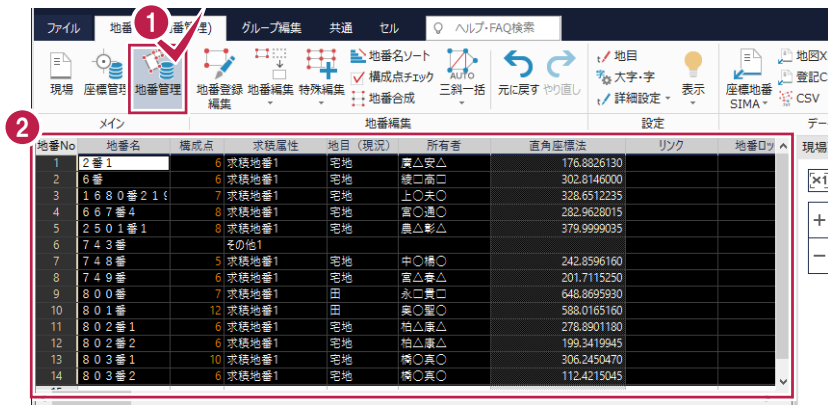 ファイル 地番 番管理) グループ編集 共通 セル ヘルプ・FAQ検索
1
現場 座標管理 地番管理 地番登録編集 地番編集 特殊編集 地番名ソート 構成点チェック 地番合成 AUTO 三斜一括 元に戻す やり直し 地目 大字・字 詳細設定 表示 座標地番 SIMA 地図X 登記C CSV
メイン 地番編集 設定 デー
2
地番No 地番名 構成点 求積属性 地目(現況) 所有者 直角座標法 リンク 地番ロッ 現場
1 2番1 6 求積地番1 宅地 廣△安△ 176.8826130
2 6番 6 求積地番1 宅地 綾□高□ 302.8146000
3 1680番219 7 求積地番1 宅地 上○夫○ 328.6512235
4 667番4 8 求積地番1 宅地 宮○通○ 282.9628015
5 2501番1 8 求積地番1 宅地 農△彰△ 379.9999035
6 743番 その他1
7 748番 5 求積地番1 宅地 中○楊○ 242.8596160
8 749番 6 求積地番1 宅地 宮△春△ 201.7115250
9 800番 7 求積地番1 田 永□貴□ 648.8695930
10 801番 12 求積地番1 田 奥○聖○ 588.0165160
11 802番1 6 求積地番1 宅地 柏△康△ 278.8901180
12 802番2 6 求積地番1 宅地 柏△康△ 199.3419945
13 803番1 10 求積地番1 宅地 橋○真○ 306.2450470
14 803番2 6 求積地番1 宅地 橋○真○ 112.4215045